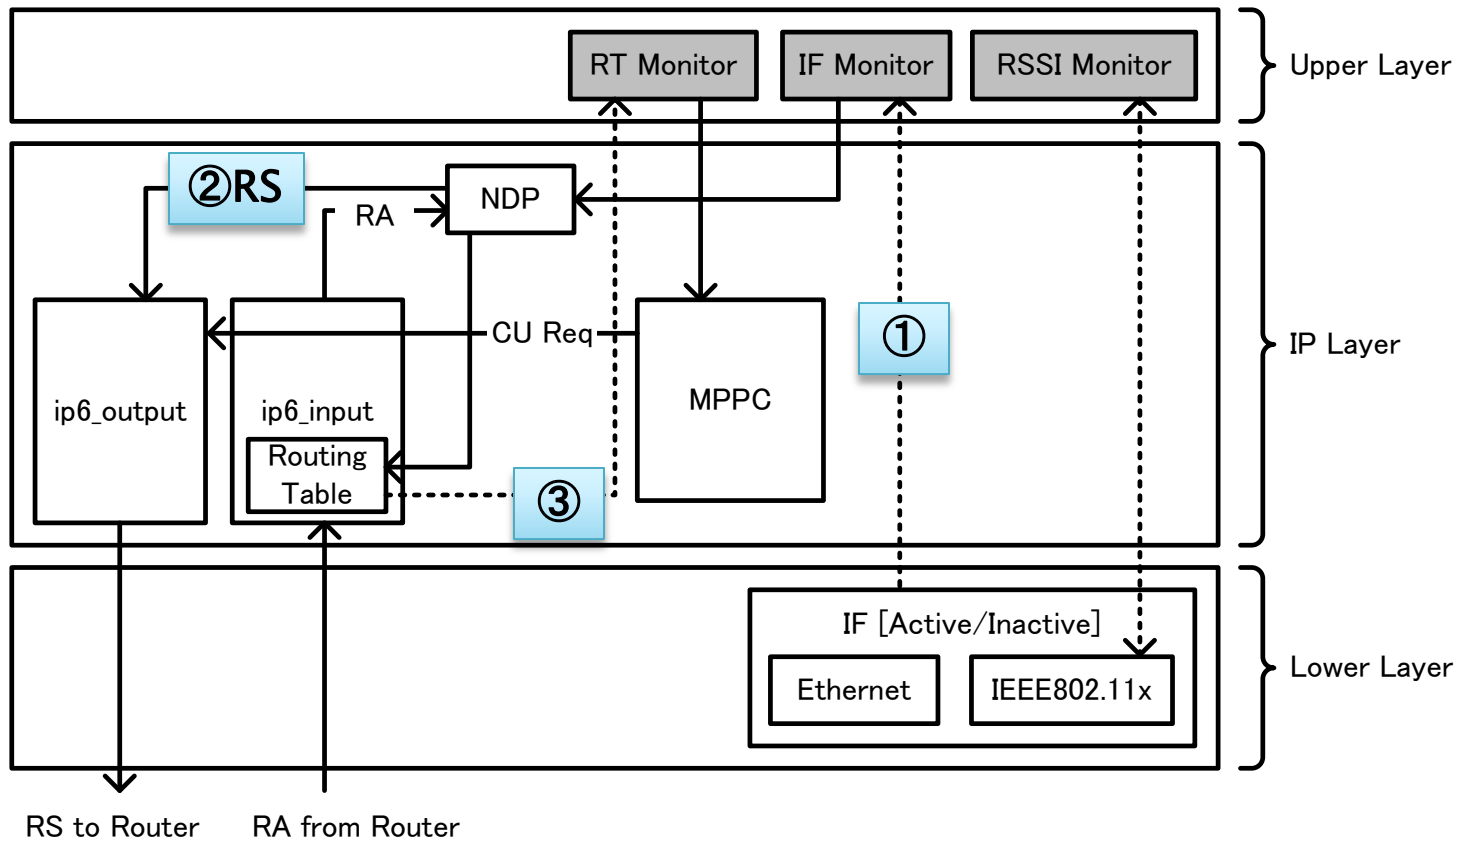 RT Monitor
IF Monitor
RSSI Monitor
Upper Layer
②RS
NDP
RA
CU Req
①
IP Layer
ip6_output
ip6_input
MPPC
Routing
Table
③
IF [Active/Inactive]
Ethernet
IEEE802.11x
Lower Layer
RS to Router
RA from Router